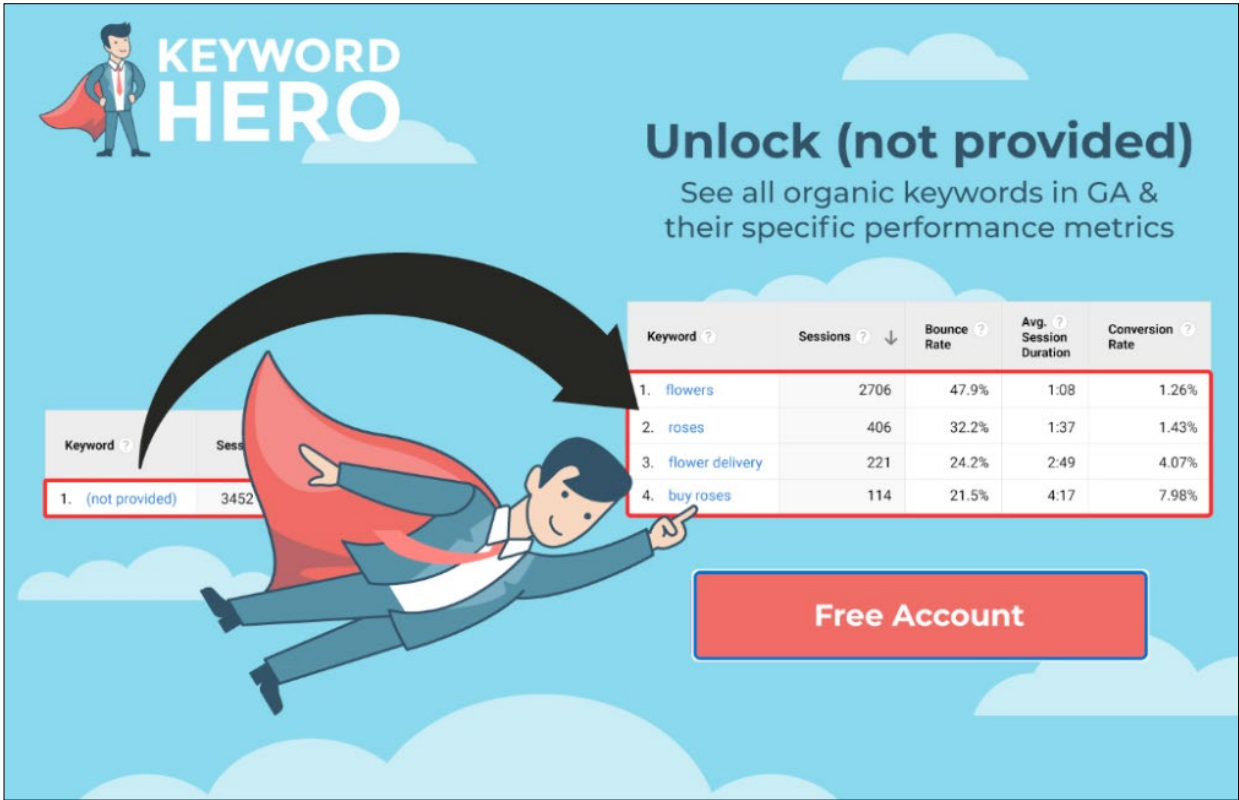 KEYWORD
HERO
Unlock (not provided)
See all organic keywords in GA &
their specific performance metrics
Keyword ?
1. (not provided) 3452
Keyword ? Sessions ? ↓ Bounce Rate ? Avg. Session Duration ? Conversion Rate ?
1. flowers 2706 47.9% 1:08 1.26%
2. roses 406 32.2% 1:37 1.43%
3. flower delivery 221 24.2% 2:49 4.07%
4. buy roses 114 21.5% 4:17 7.98%
Free Account